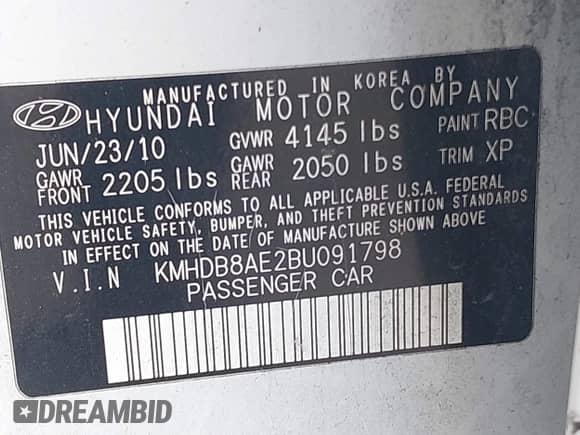 MANUFACTURED IN KOREA BY
HYUNDAI MOTOR COMPANY
JUN/23/10 GVWR 4145 lbs PAINT RBC
GAWR FRONT 2205 lbs GAWR REAR 2050 lbs TRIM XP
THIS VEHICLE CONFORMS TO ALL APPLICABLE U.S.A. FEDERAL
MOTOR VEHICLE SAFETY, BUMPER, AND THEFT PREVENTION STANDARDS
IN EFFECT ON THE DATE OF MANUFACTURE SHOWN ABOVE
V.I.N KMHDB8AE2BU091798
PASSENGER CAR
DREAMBID